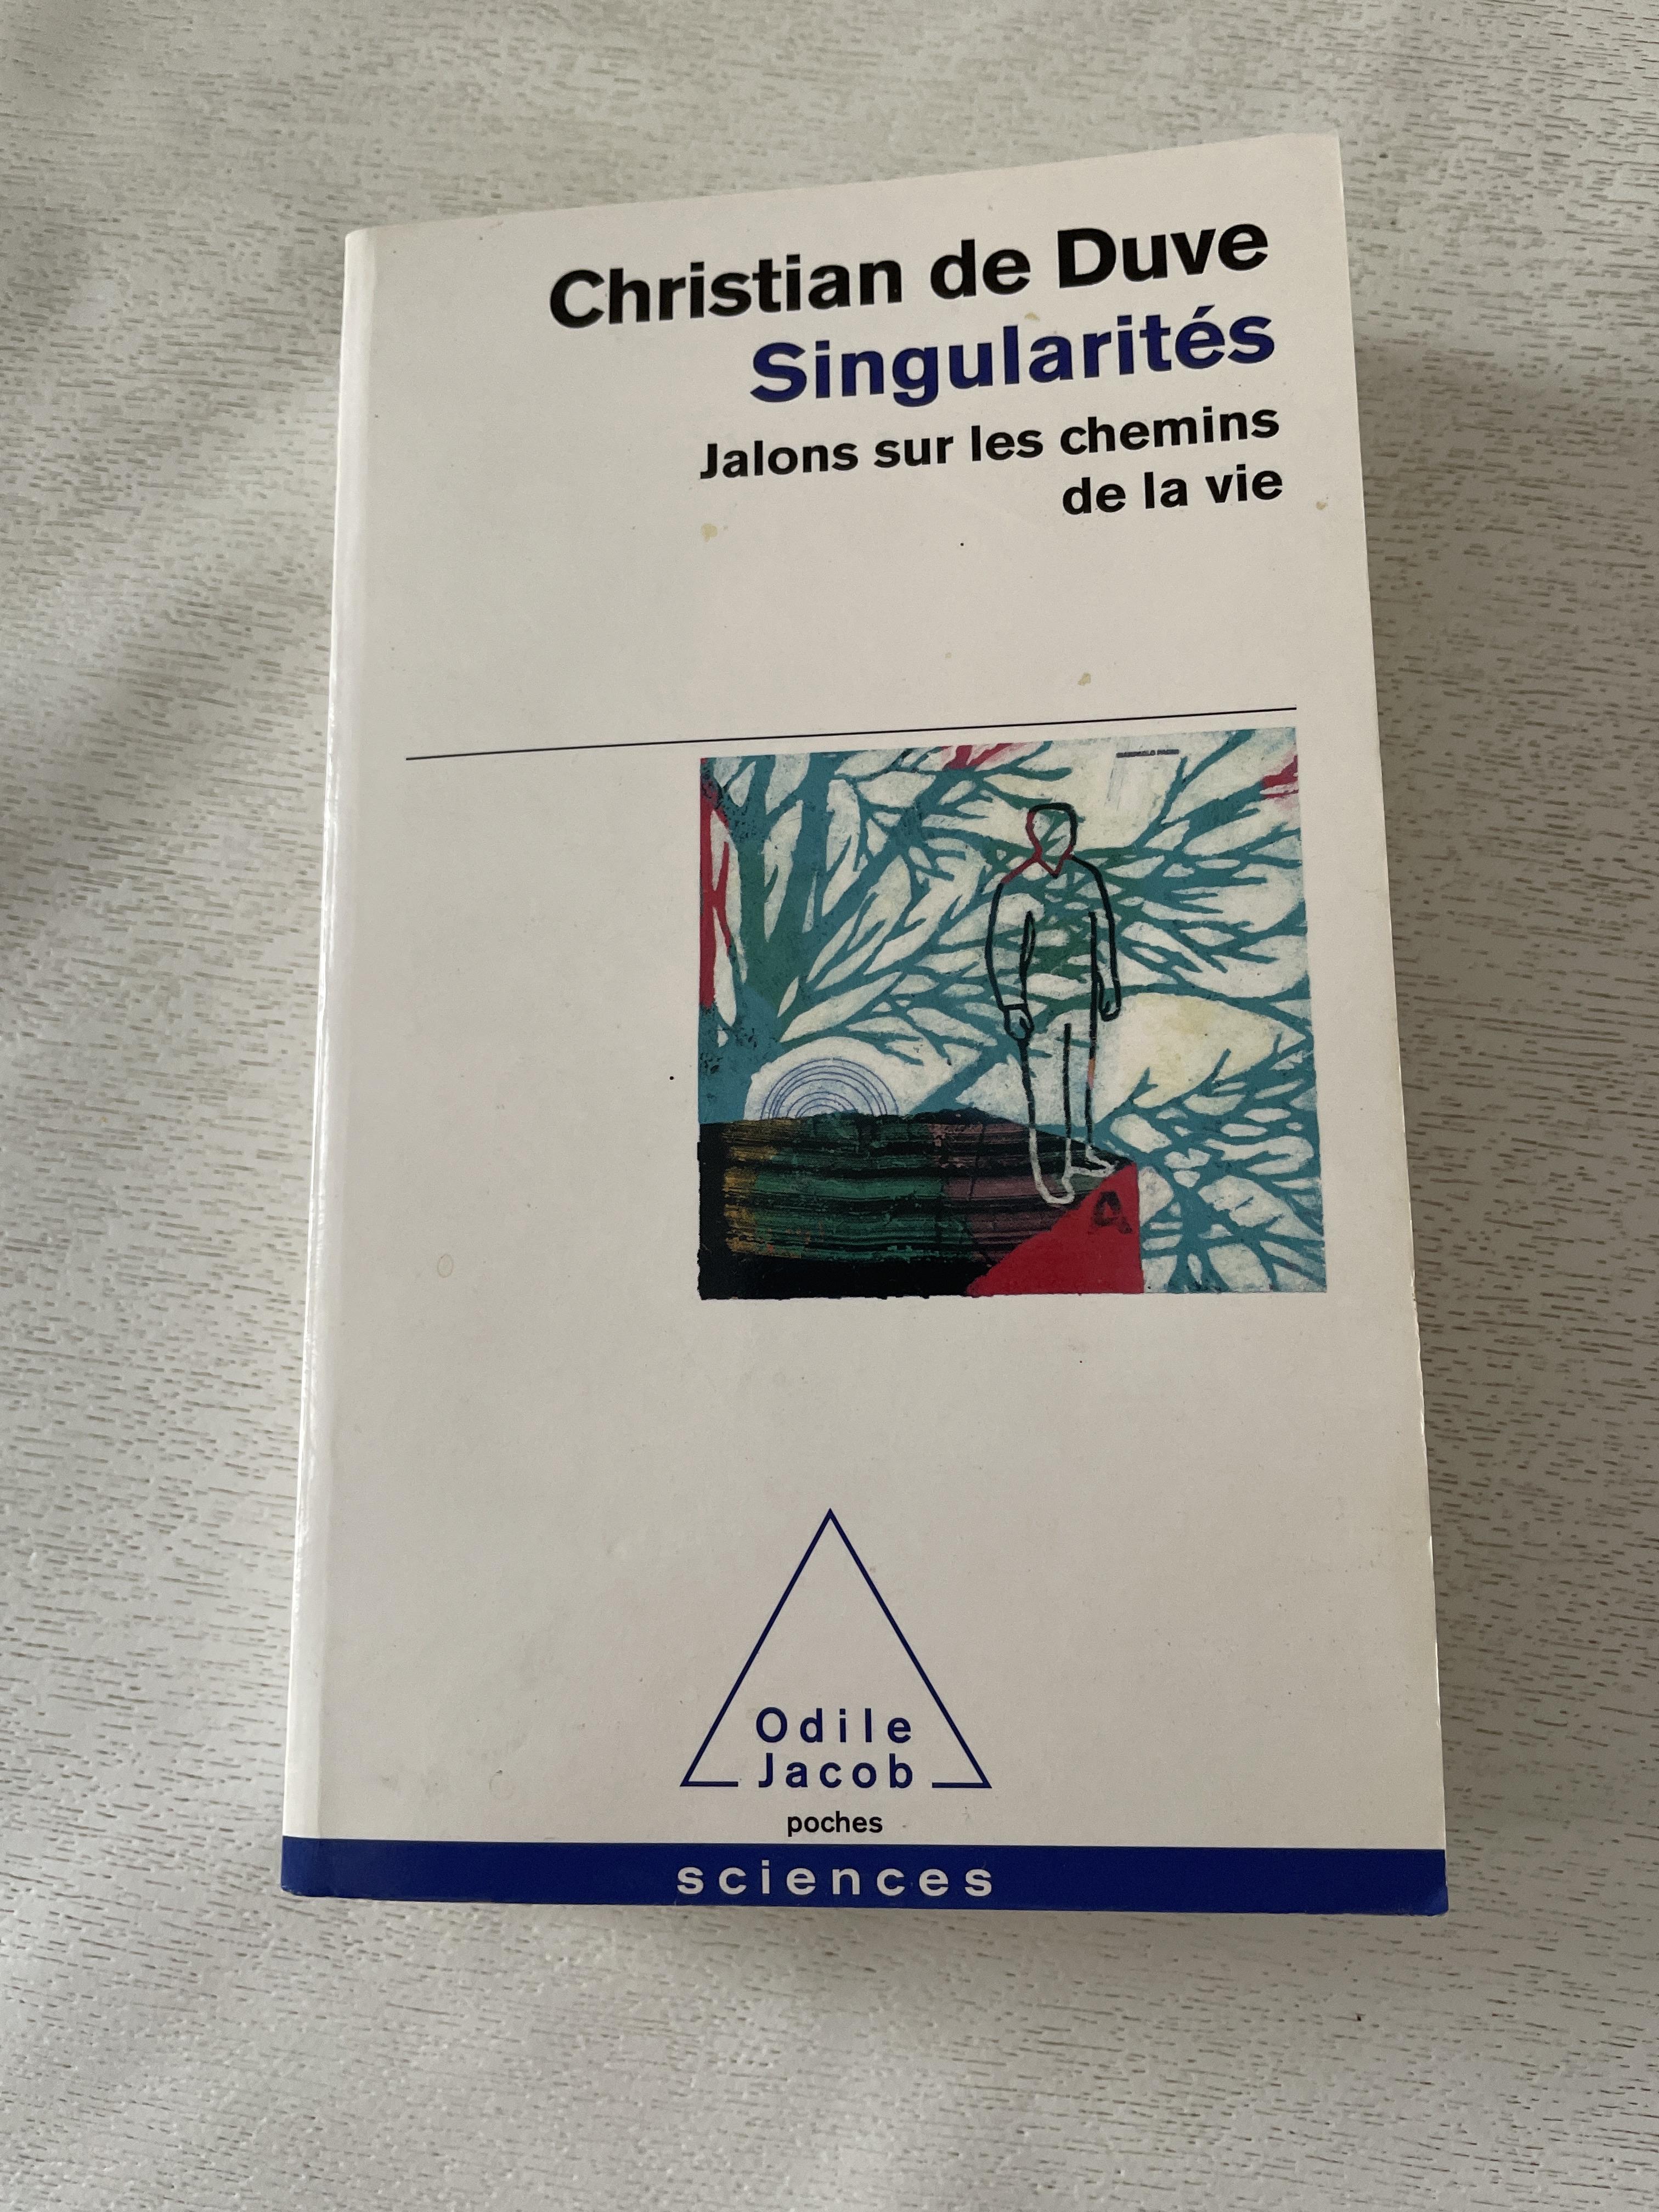 Christian de Duve
Singularités
Jalons sur les chemins
de la vie
Odile
Jacob
poches
sciences